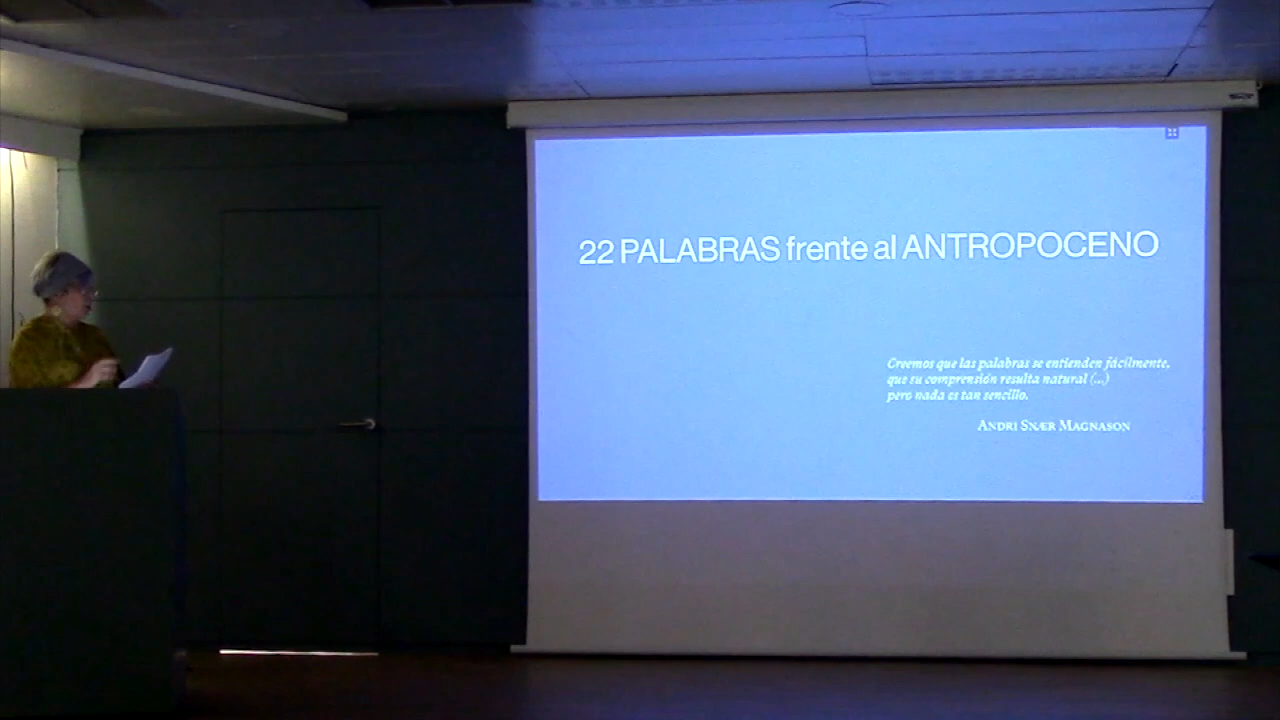 22 PALABRAS frente al ANTROPOCENO
Creemos que las palabras se entienden fácilmente,
que su comprensión resulta natural (...)
pero nada es tan sencillo.
ANDRI SNÆR MAGNASON